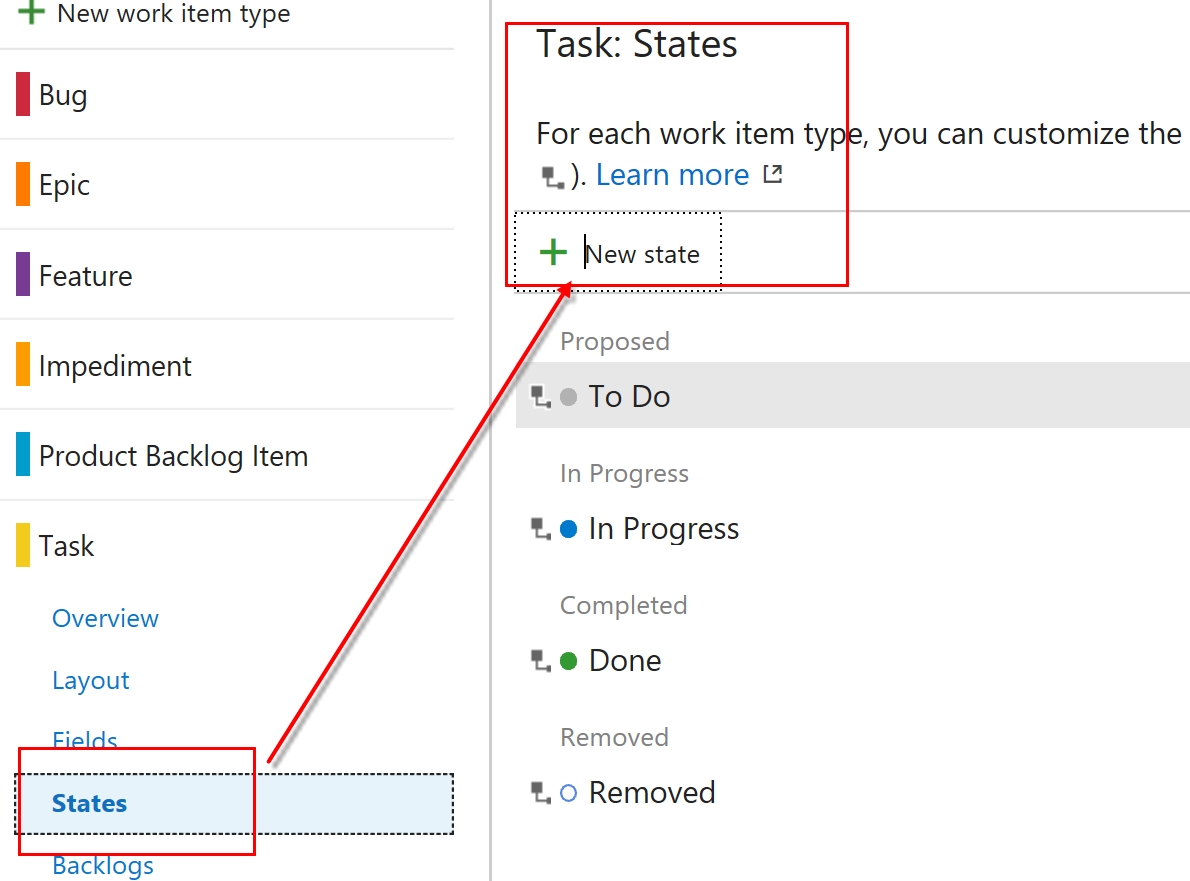 New work item type
Bug
Epic
Feature
Impediment
Product Backlog Item
Task
Overview
Layout
Fields
States
Backlogs
Task: States
For each work item type, you can customize the
). Learn more
New state
Proposed
To Do
In Progress
In Progress
Completed
Done
Removed
Removed